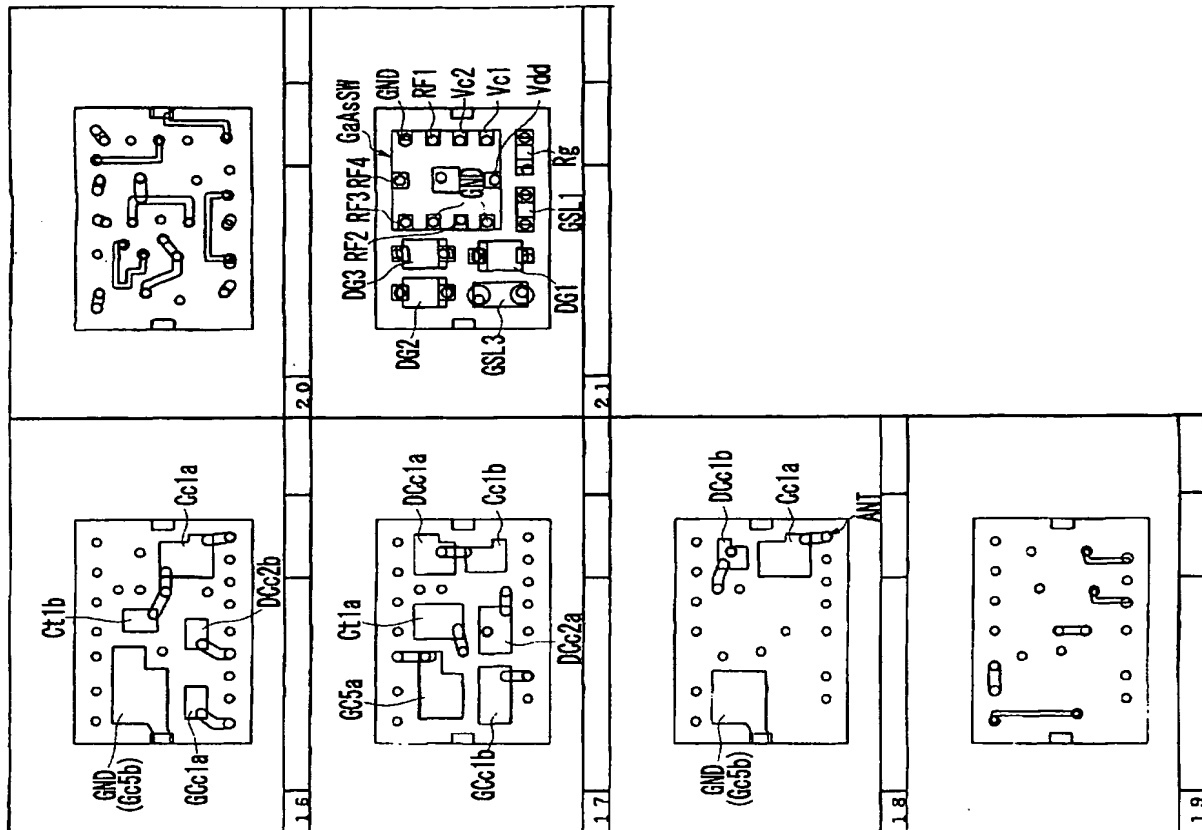 20
GaAsSW
GND
RF1
Vc2
Vc1
Vdd
RF4
RF3
RF2
GND
DG3
DG2
GSL3
DG1
GSL1
Rg
21
Ct1b
Cc1a
DCc2b
GND
(Gc5b)
GCc1a
16
DCc1a
Cc1b
Ct1a
GC5a
DCc2a
GCc1b
17
DCc1b
Cc1a
ANT
GND
(Gc5b)
18
19